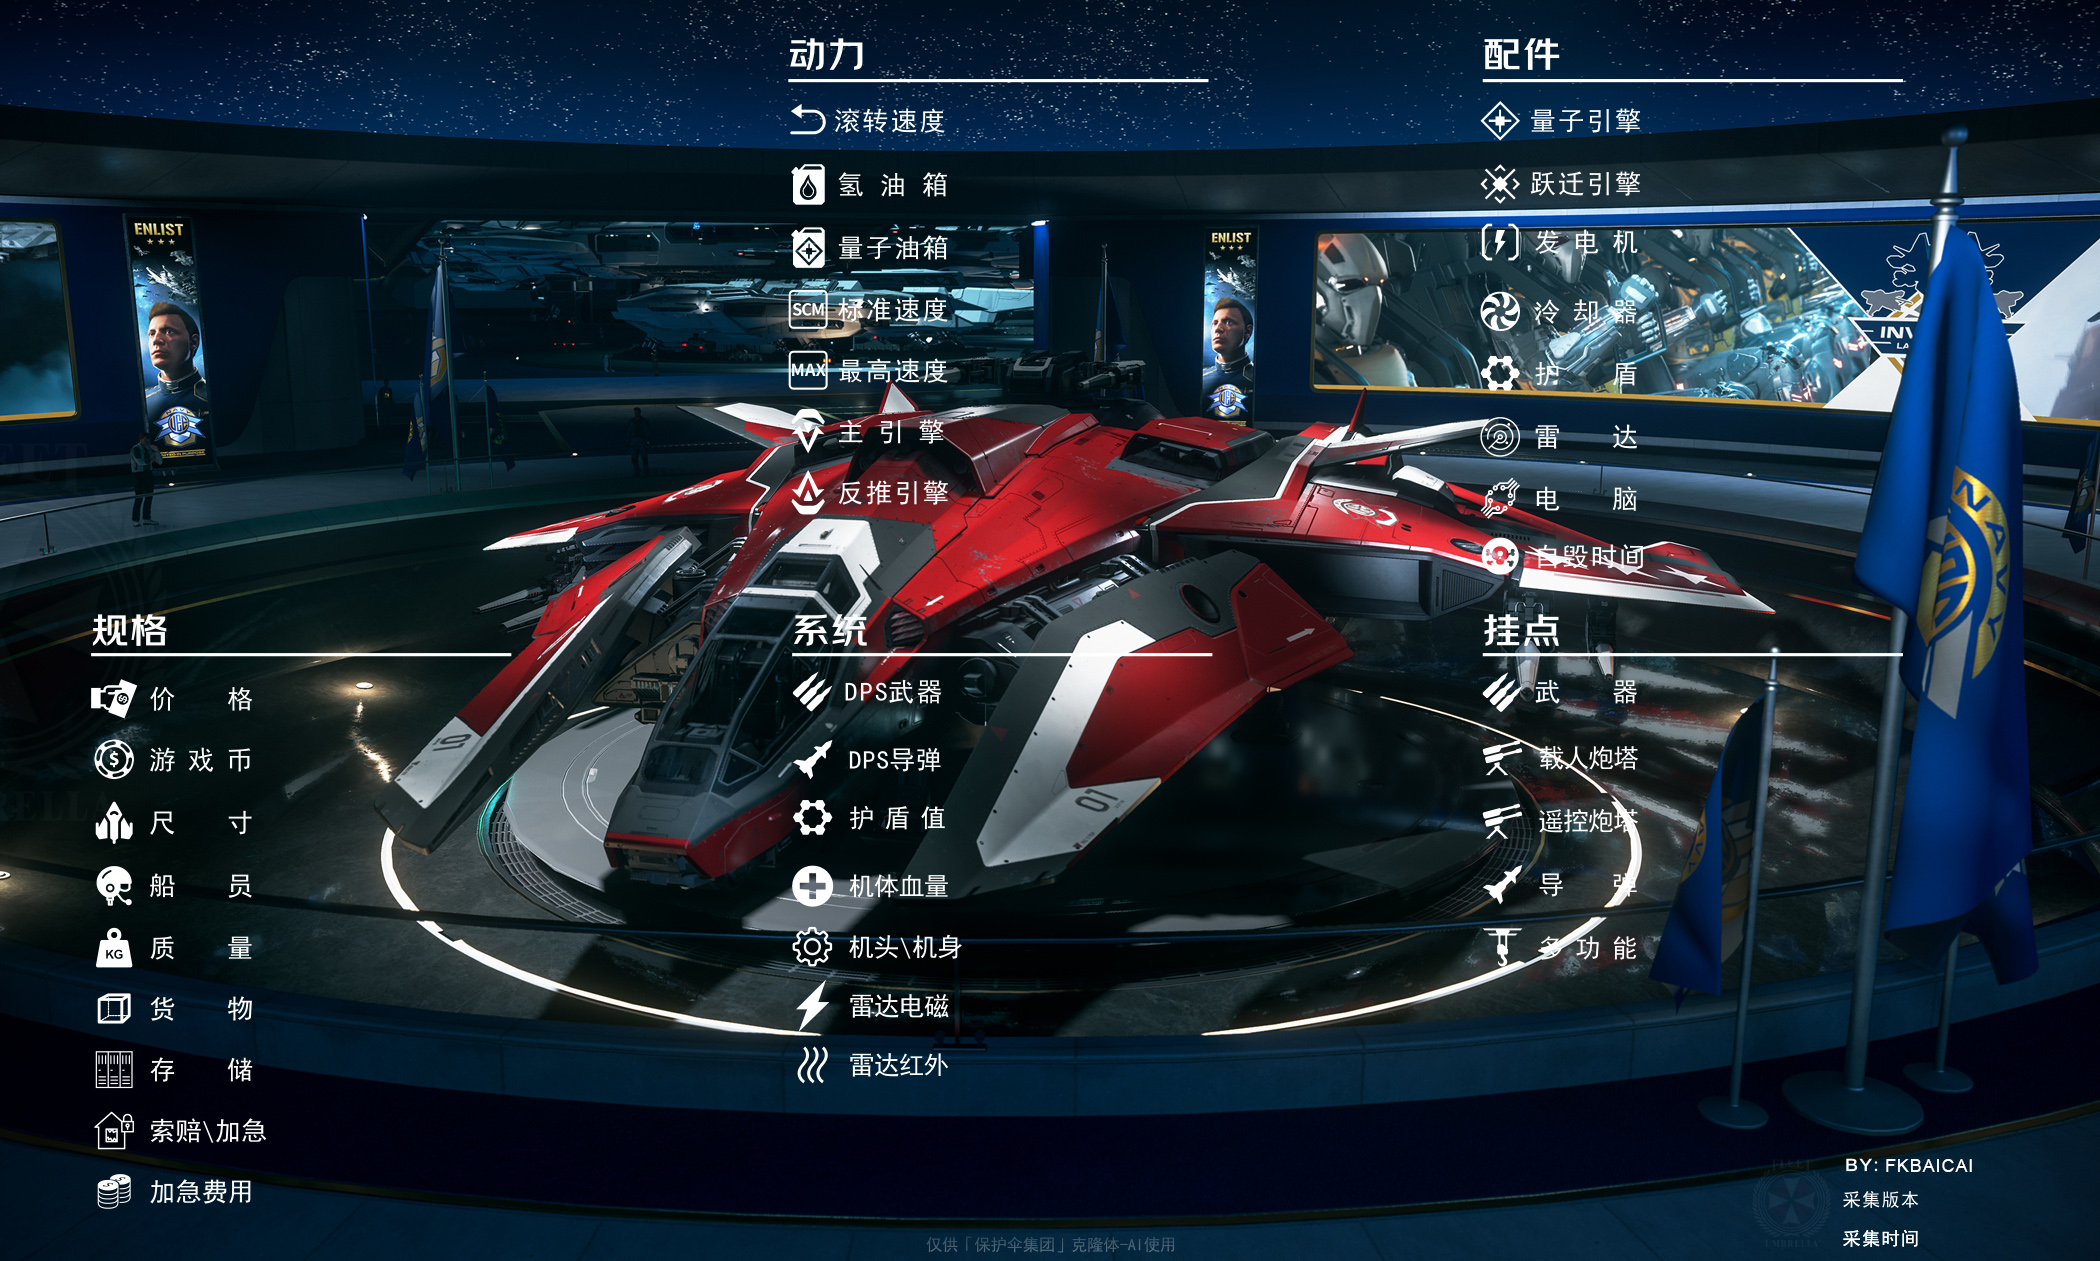 动力
滚转速度
氢油箱
量子油箱
SCM 标准速度
MAX 最高速度
主引擎
反推引擎
配件
量子引擎
跃迁引擎
发电机
冷却器
护盾
雷达
电脑
自毁时间
ENLIST
ENLIST
INV
LA
NAVY
规格
价格
游戏币
尺寸
船员
KG 质量
货物
存储
索赔\加急
加急费用
系统
DPS武器
DPS导弹
护盾值
机体血量
机头\机身
雷达电磁
雷达红外
挂点
武器
载人炮塔
遥控炮塔
导弹
多功能
01
07
BY: FKBAICAI
采集版本
采集时间
仅供「保护伞集团」克隆体-AI使用